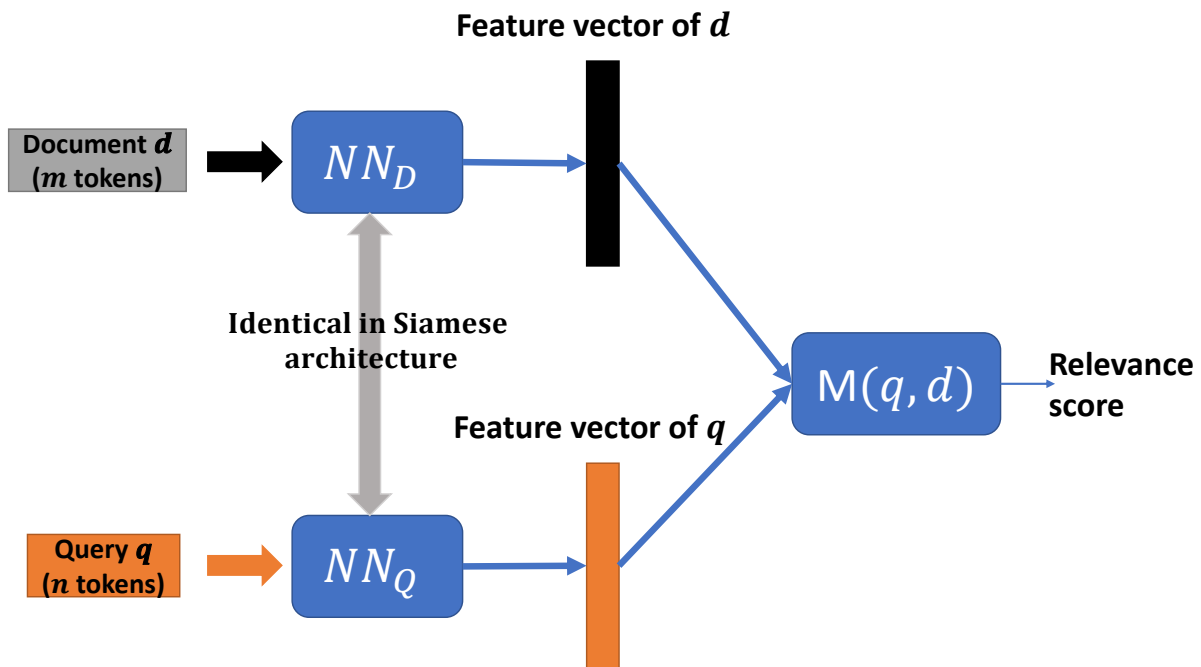 Feature vector of d
Document d
(m tokens)
NN_D
Identical in Siamese
architecture
M(q, d)
Relevance
score
Feature vector of q
Query q
(n tokens)
NN_Q